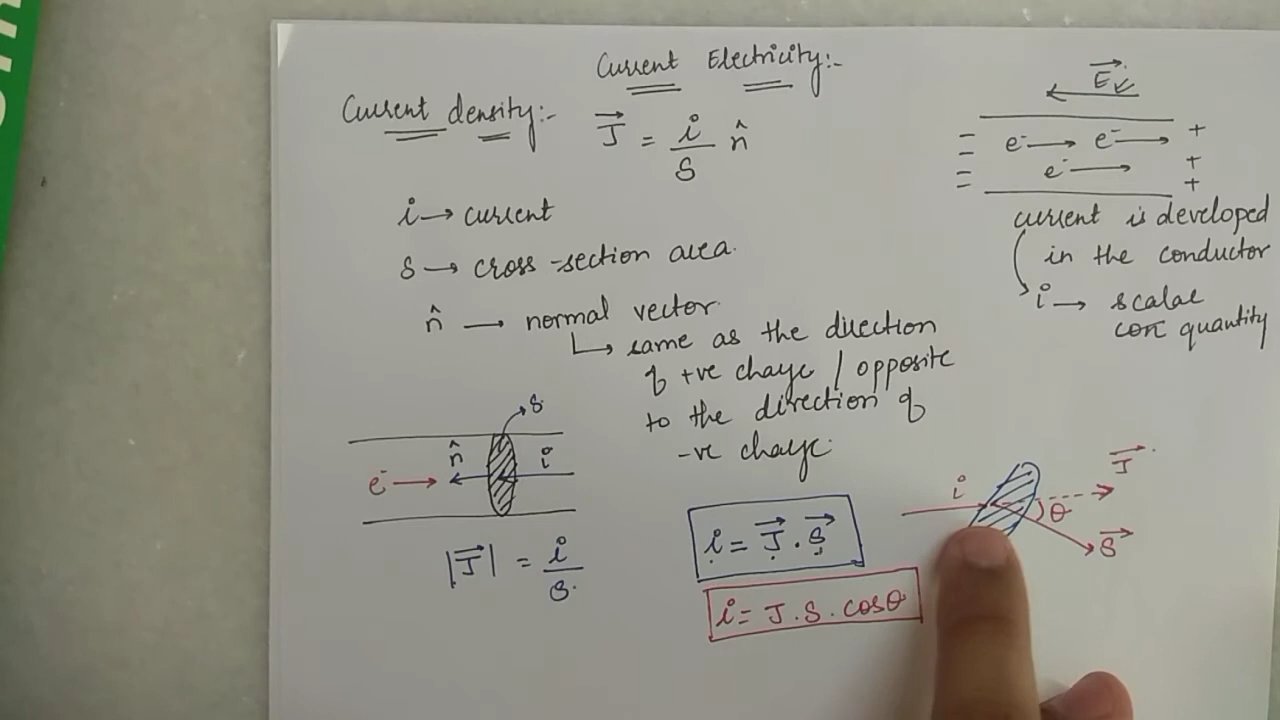 Current Electricity:-
Current density:- J⃗ = i/S n̂
i → current
S → cross-section area.
n̂ → normal vector.
↳ same as the direction
of +ve charge / opposite
to the direction of
-ve charge.
E⃗
- e⁻ → e⁻ → +
- e⁻ → +
= +
current is developed
in the conductor
i → scalar
quantity
S
e⁻ → n̂ i
|J⃗| = i/S
i = J⃗ . S⃗
i = J . S . cosθ
i J⃗
θ
S⃗